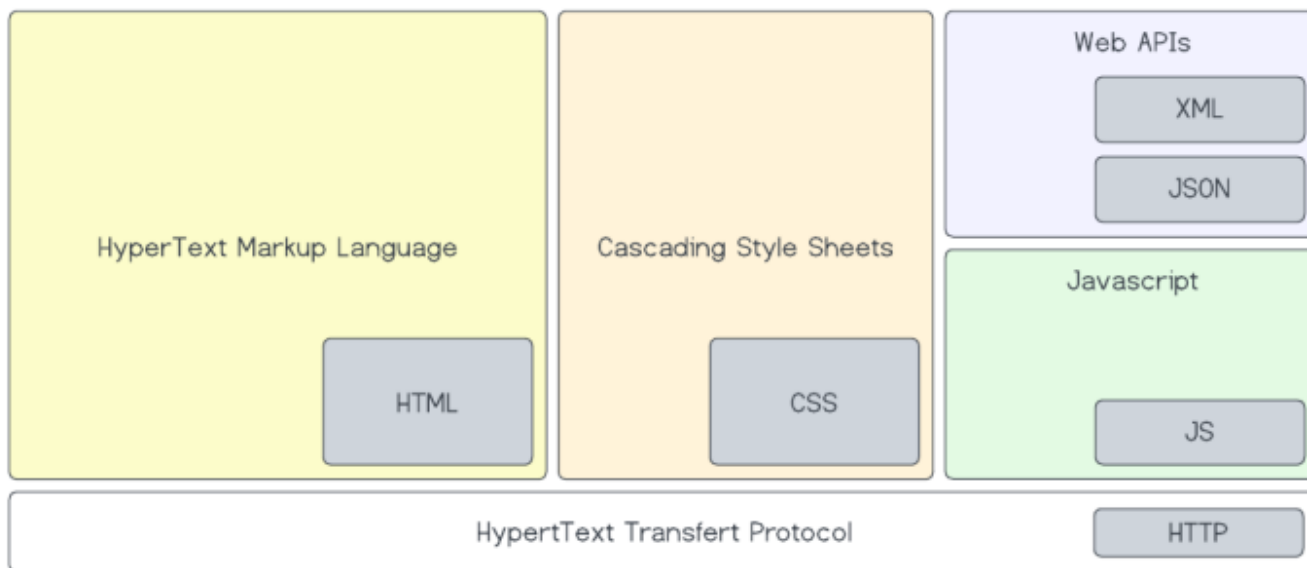 Web APIs
XML
JSON
HyperText Markup Language
HTML
Cascading Style Sheets
CSS
Javascript
JS
HypertText Transfert Protocol
HTTP